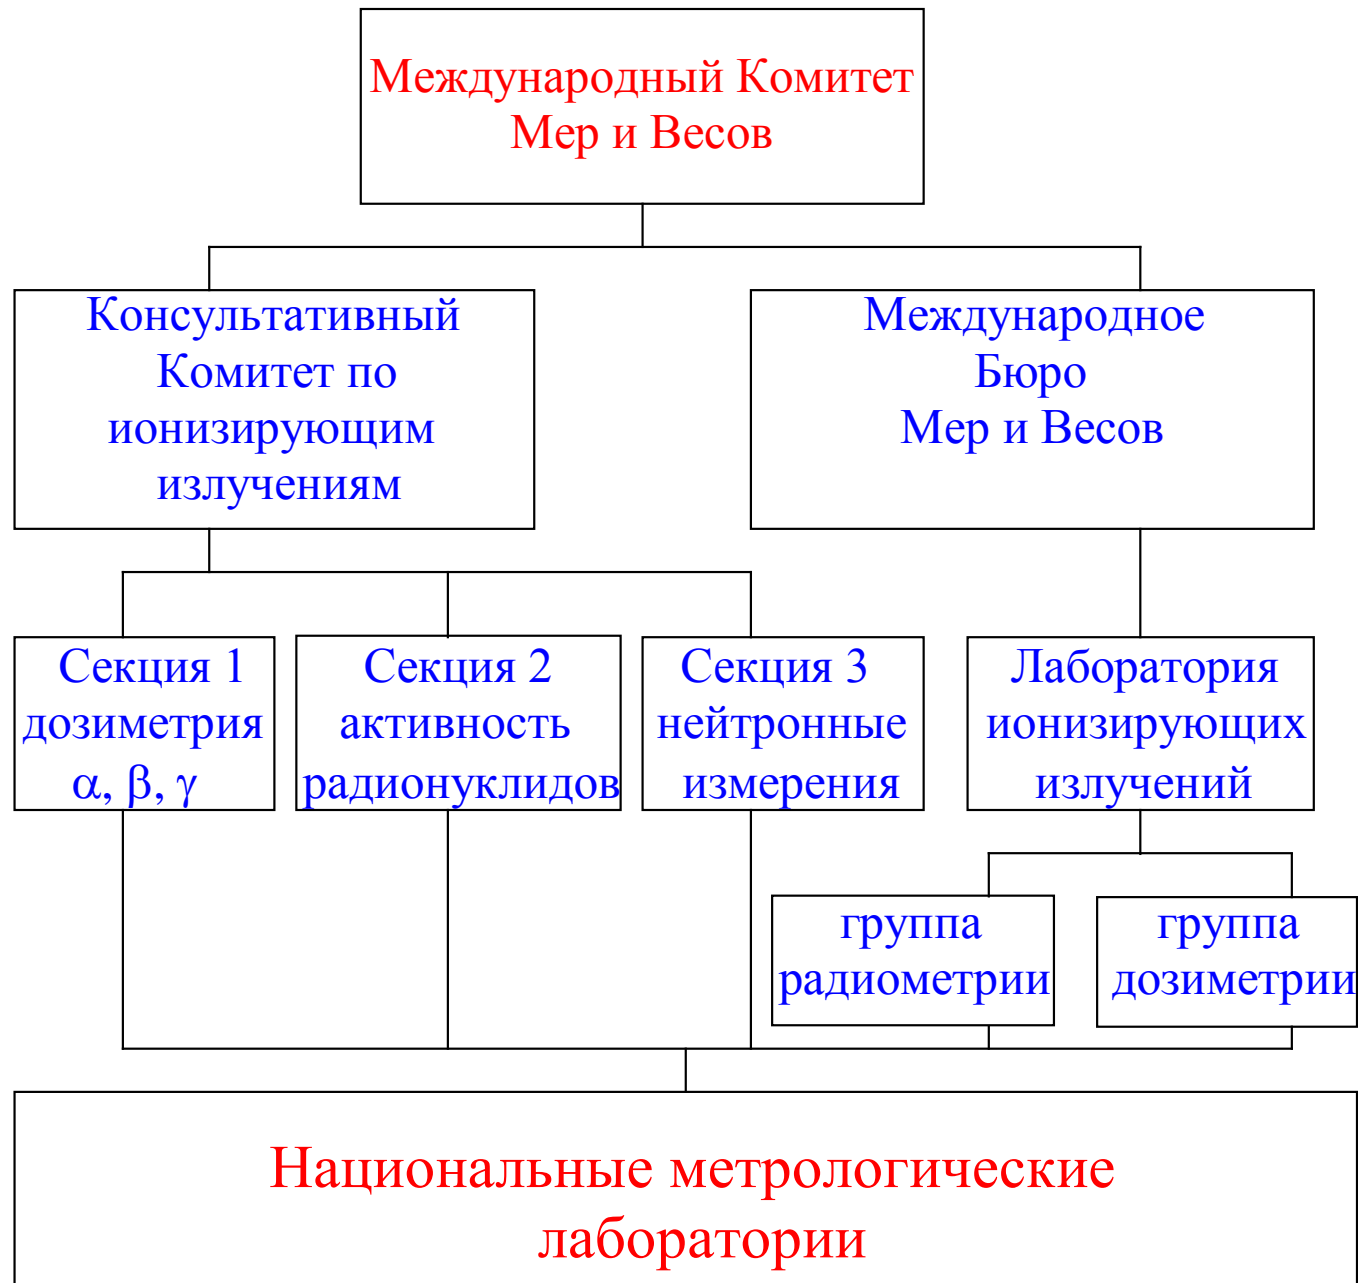 Международный Комитет
Мер и Весов
Консультативный
Комитет по
ионизирующим
излучениям
Международное
Бюро
Мер и Весов
Секция 1
дозиметрия
α, β, γ
Секция 2
активность
радионуклидов
Секция 3
нейтронные
измерения
Лаборатория
ионизирующих
излучений
группа
радиометрии
группа
дозиметрии
Национальные метрологические
лаборатории